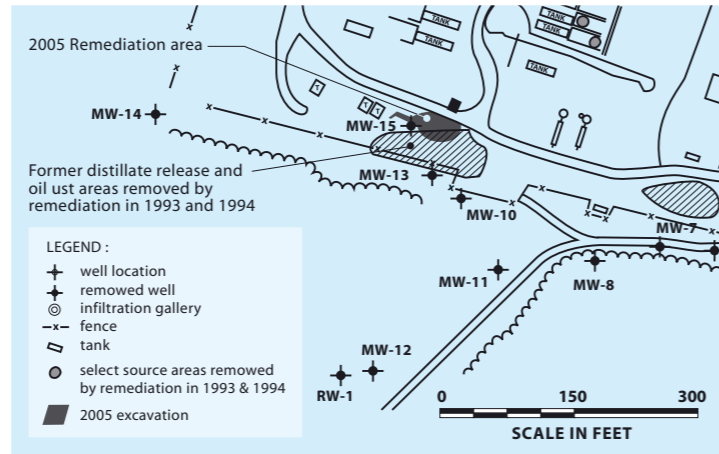 2005 Remediation area
TANK
TANK
TANK
TANK
TANK
TANK
MW-14
MW-15
Former distillate release and
oil ust areas removed by
remediation in 1993 and 1994
MW-13
MW-10
MW-7
MW-11
MW-8
MW-12
RW-1
LEGEND :
well location
removed well
infiltration gallery
-x- fence
tank
select source areas removed
by remediation in 1993 & 1994
2005 excavation
0 150 300
SCALE IN FEET